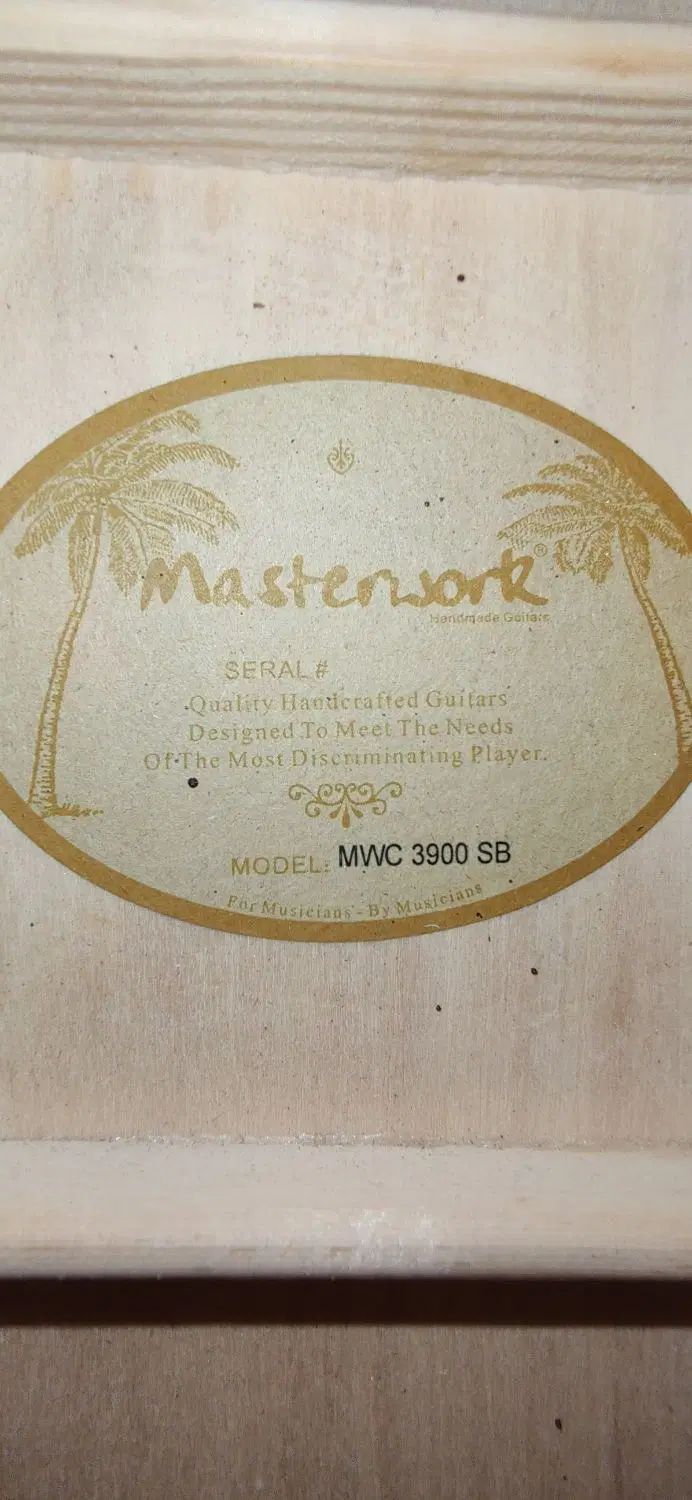 Masterwork®
Handmade Guitars
SERAL #
Quality Handcrafted Guitars
Designed To Meet The Needs
Of The Most Discriminating Player.
MODEL: MWC 3900 SB
For Musicians - By Musicians